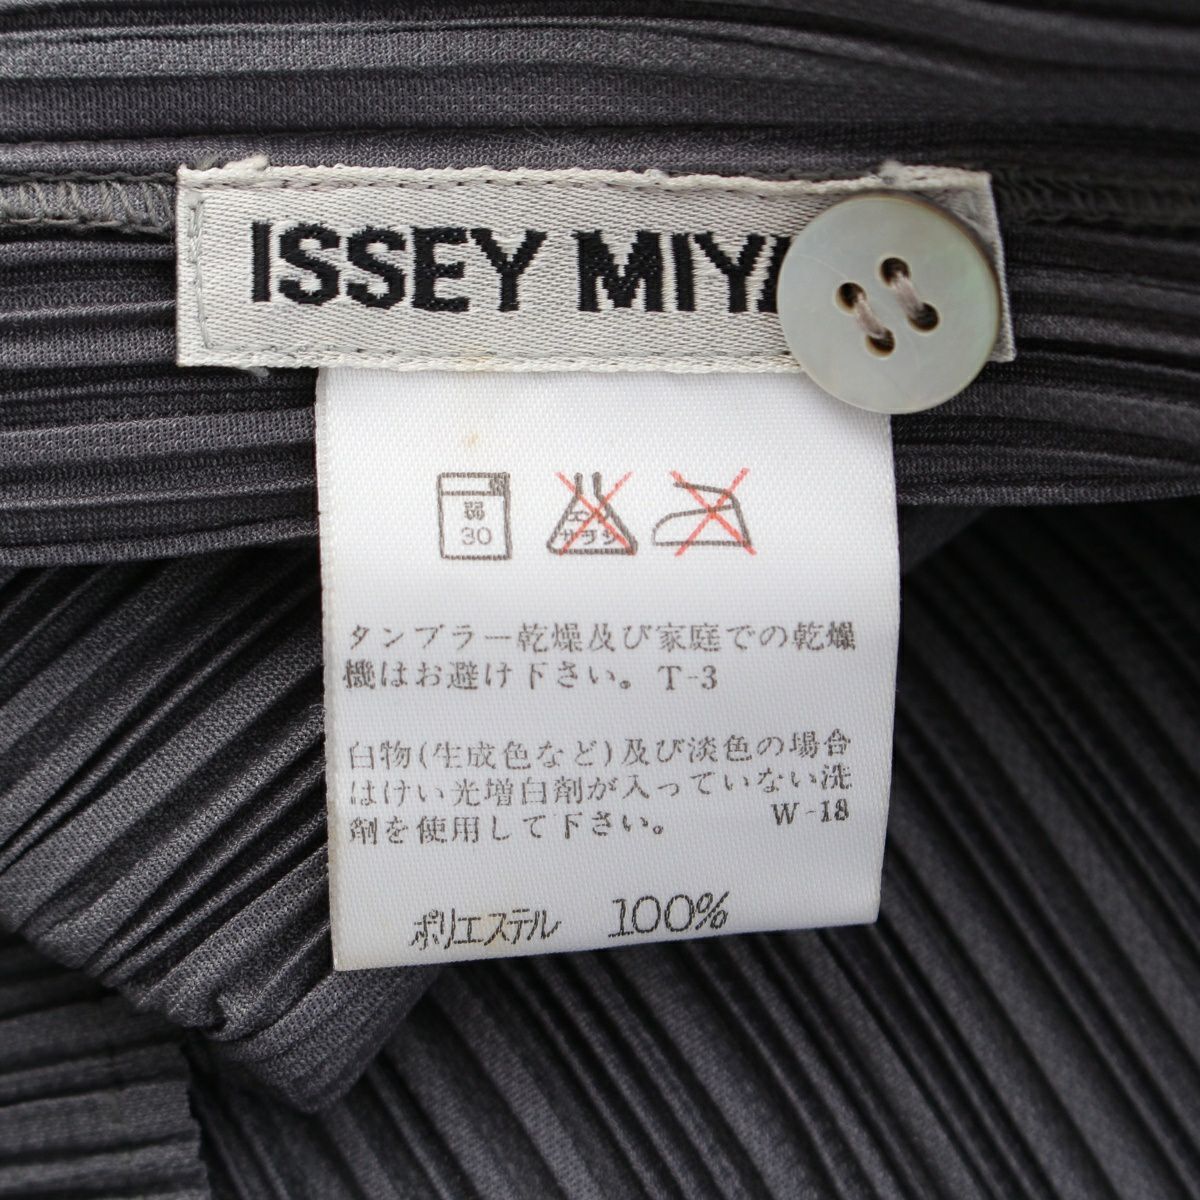 ISSEY MIYA
弱
30
エンソ
サラシ
タンブラー乾燥及び家庭での乾燥
機はお避け下さい。T-3
白物(生成色など)及び淡色の場合
はけい光増白剤が入っていない洗
剤を使用して下さい。 W-18
ポリエステル 100%